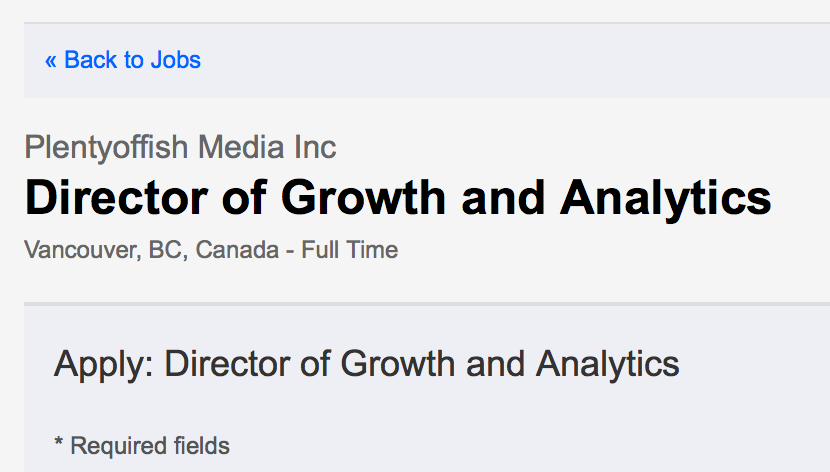 « Back to Jobs
Plentyoffish Media Inc
Director of Growth and Analytics
Vancouver, BC, Canada - Full Time
Apply: Director of Growth and Analytics
* Required fields